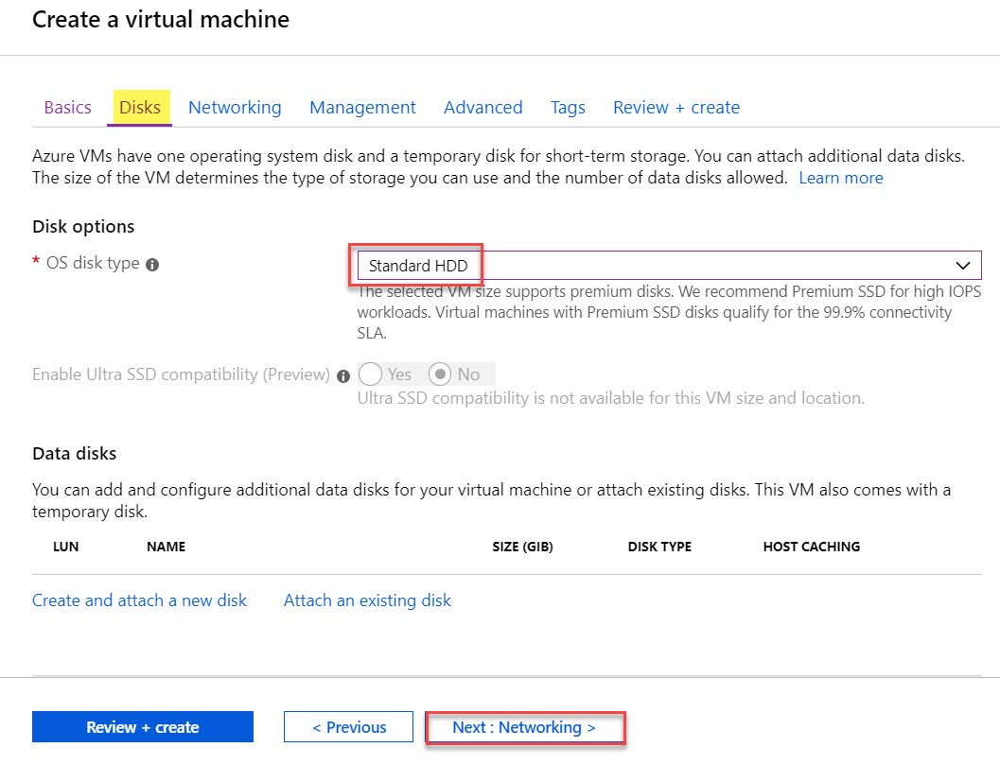 Create a virtual machine
Basics Disks Networking Management Advanced Tags Review + create
Azure VMs have one operating system disk and a temporary disk for short-term storage. You can attach additional data disks.
The size of the VM determines the type of storage you can use and the number of data disks allowed. Learn more
Disk options
* OS disk type
Standard HDD
The selected VM size supports premium disks. We recommend Premium SSD for high IOPS
workloads. Virtual machines with Premium SSD disks qualify for the 99.9% connectivity
SLA.
Enable Ultra SSD compatibility (Preview) Yes No
Ultra SSD compatibility is not available for this VM size and location.
Data disks
You can add and configure additional data disks for your virtual machine or attach existing disks. This VM also comes with a
temporary disk.
LUN NAME SIZE (GIB) DISK TYPE HOST CACHING
Create and attach a new disk Attach an existing disk
Review + create < Previous Next : Networking >